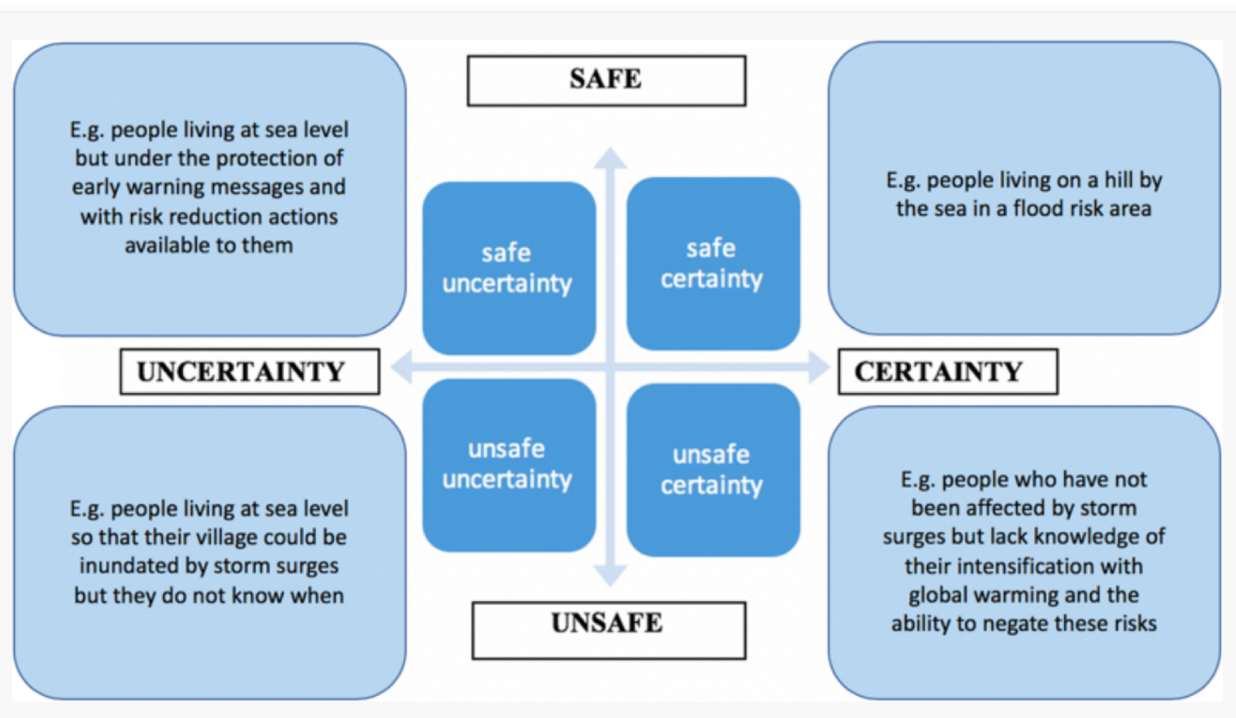 SAFE
E.g. people living at sea level
but under the protection of
early warning messages and
with risk reduction actions
available to them
safe
uncertainty
safe
certainty
E.g. people living on a hill by
the sea in a flood risk area
UNCERTAINTY
CERTAINTY
E.g. people living at sea level
so that their village could be
inundated by storm surges
but they do not know when
unsafe
uncertainty
unsafe
certainty
E.g. people who have not
been affected by storm
surges but lack knowledge of
their intensification with
global warming and the
ability to negate these risks
UNSAFE